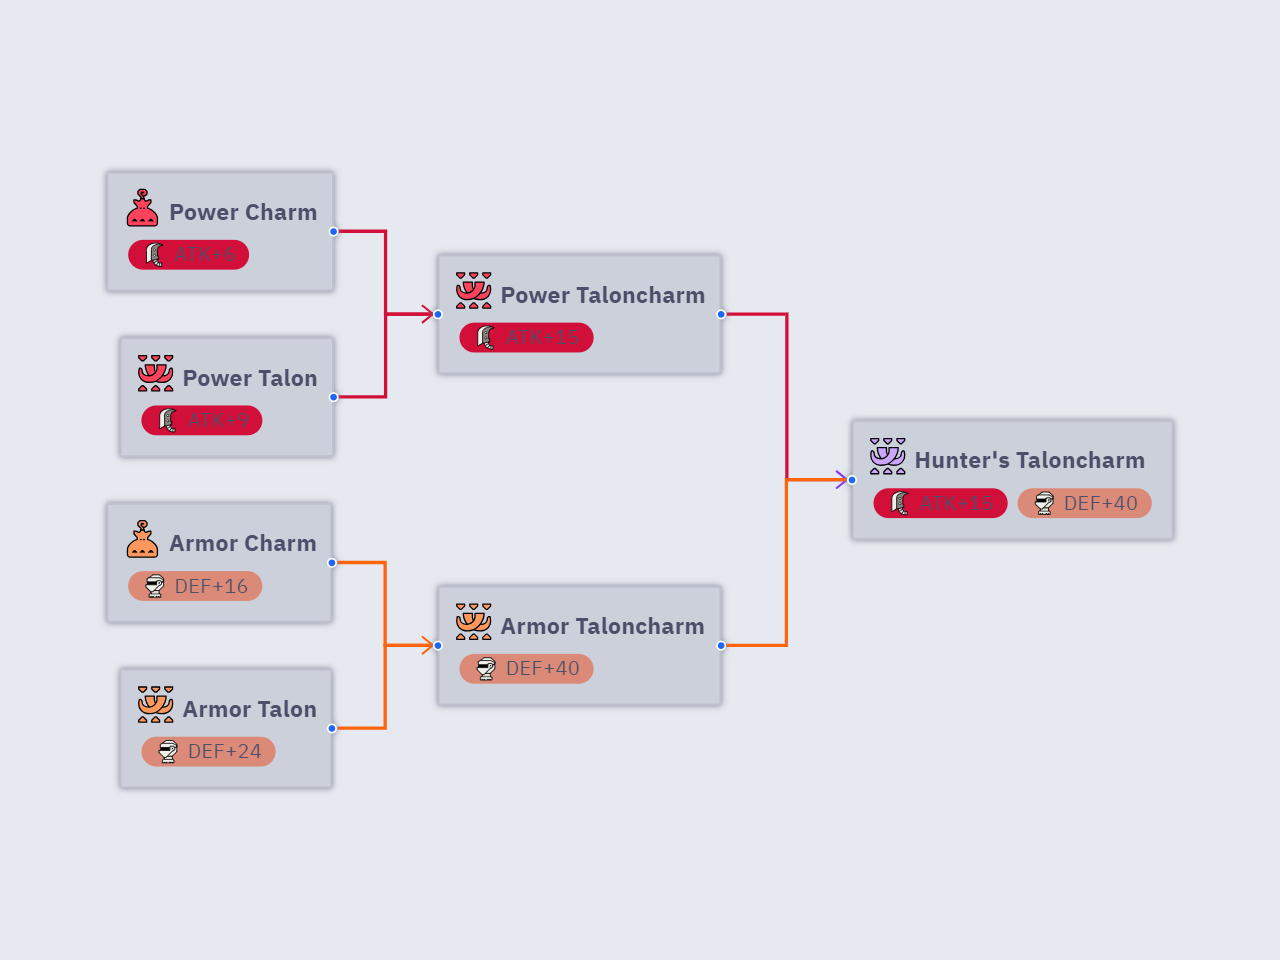 Power Charm
ATK+6
Power Talon
ATK+9
Armor Charm
DEF+16
Armor Talon
DEF+24
Power Taloncharm
ATK+15
Armor Taloncharm
DEF+40
Hunter's Taloncharm
ATK+15 DEF+40